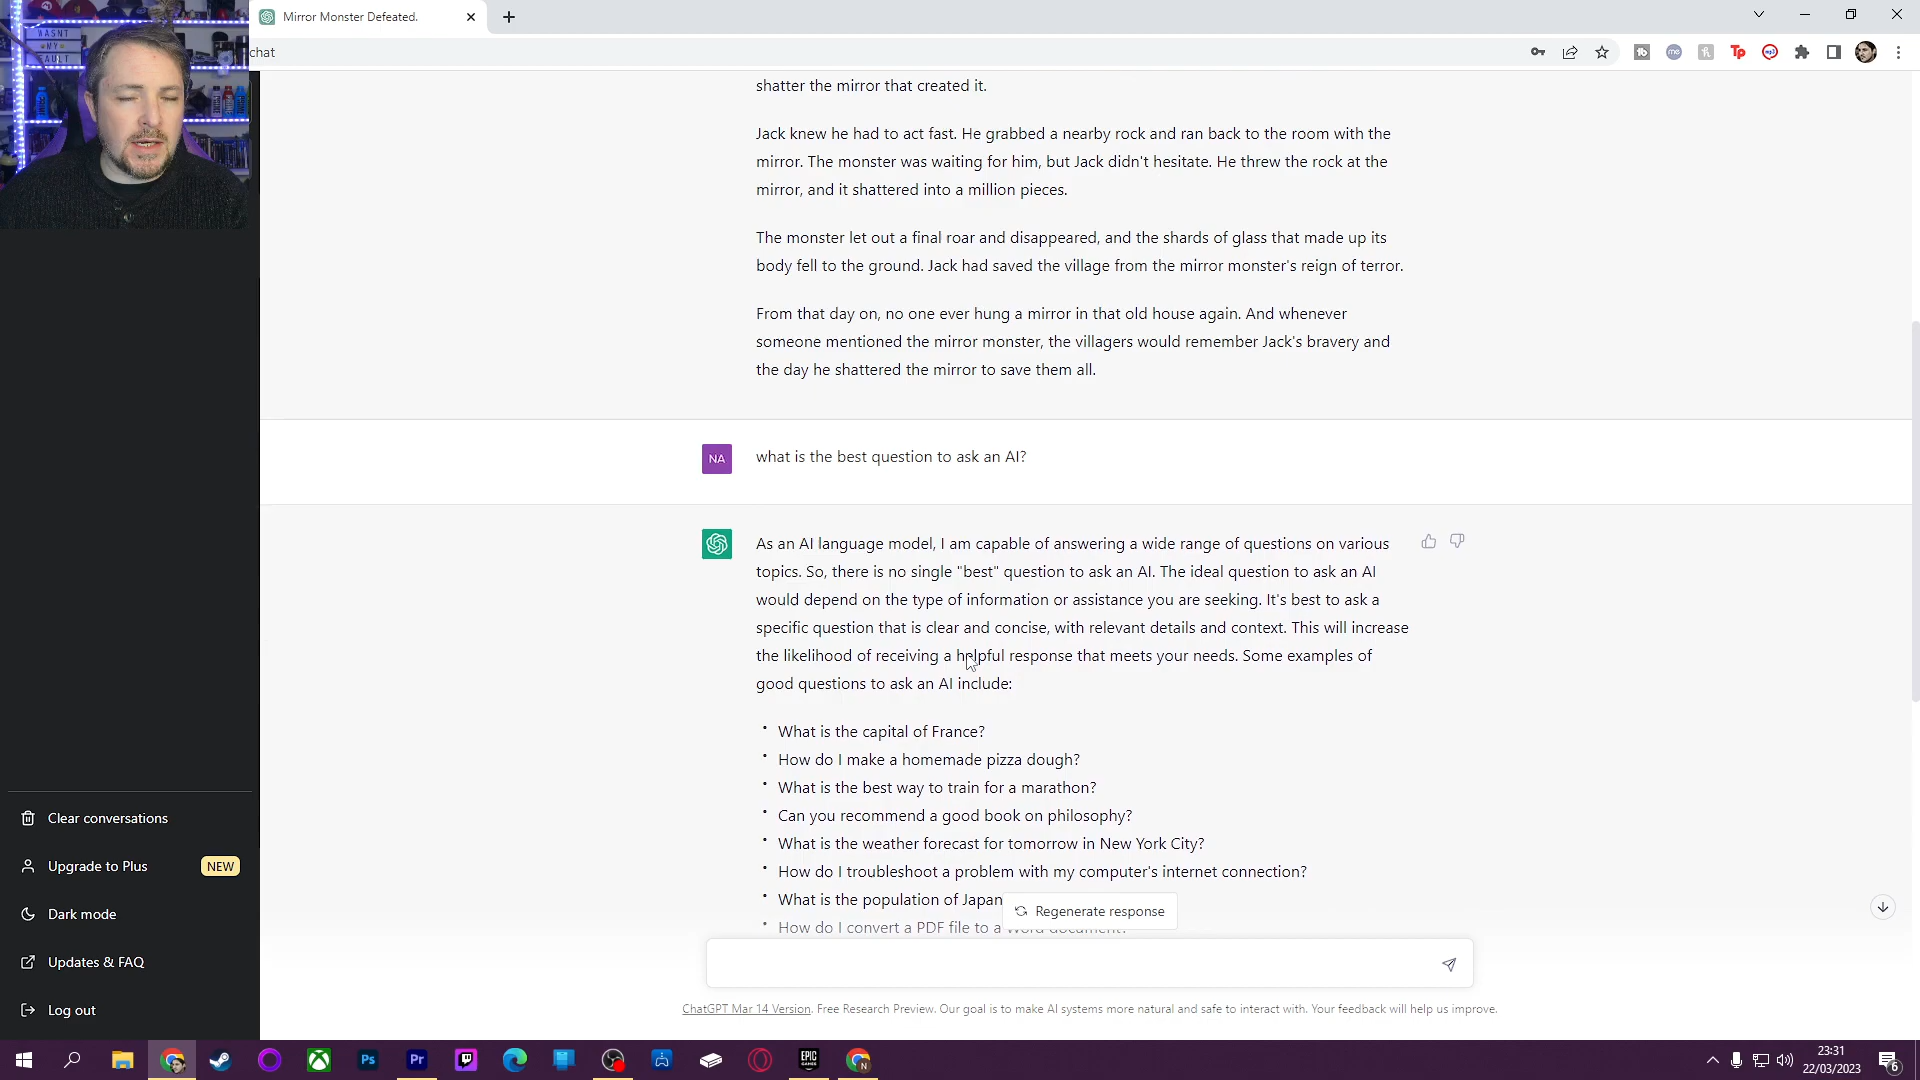 WASNT
MY
FAULT
Mirror Monster Defeated.
chat
shatter the mirror that created it.
Jack knew he had to act fast. He grabbed a nearby rock and ran back to the room with the
mirror. The monster was waiting for him, but Jack didn't hesitate. He threw the rock at the
mirror, and it shattered into a million pieces.
The monster let out a final roar and disappeared, and the shards of glass that made up its
body fell to the ground. Jack had saved the village from the mirror monster's reign of terror.
From that day on, no one ever hung a mirror in that old house again. And whenever
someone mentioned the mirror monster, the villagers would remember Jack's bravery and
the day he shattered the mirror to save them all.
NA
what is the best question to ask an AI?
As an AI language model, I am capable of answering a wide range of questions on various
topics. So, there is no single "best" question to ask an AI. The ideal question to ask an AI
would depend on the type of information or assistance you are seeking. It's best to ask a
specific question that is clear and concise, with relevant details and context. This will increase
the likelihood of receiving a helpful response that meets your needs. Some examples of
good questions to ask an AI include:
• What is the capital of France?
• How do I make a homemade pizza dough?
• What is the best way to train for a marathon?
• Can you recommend a good book on philosophy?
• What is the weather forecast for tomorrow in New York City?
• How do I troubleshoot a problem with my computer's internet connection?
• What is the population of Japan
• How do I convert a PDF file to a Word document?
Regenerate response
Clear conversations
Upgrade to Plus NEW
Dark mode
Updates & FAQ
Log out
ChatGPT Mar 14 Version. Free Research Preview. Our goal is to make AI systems more natural and safe to interact with. Your feedback will help us improve.
Ps
Pr
EPIC
GAMES
N
23:31
22/03/2023
6